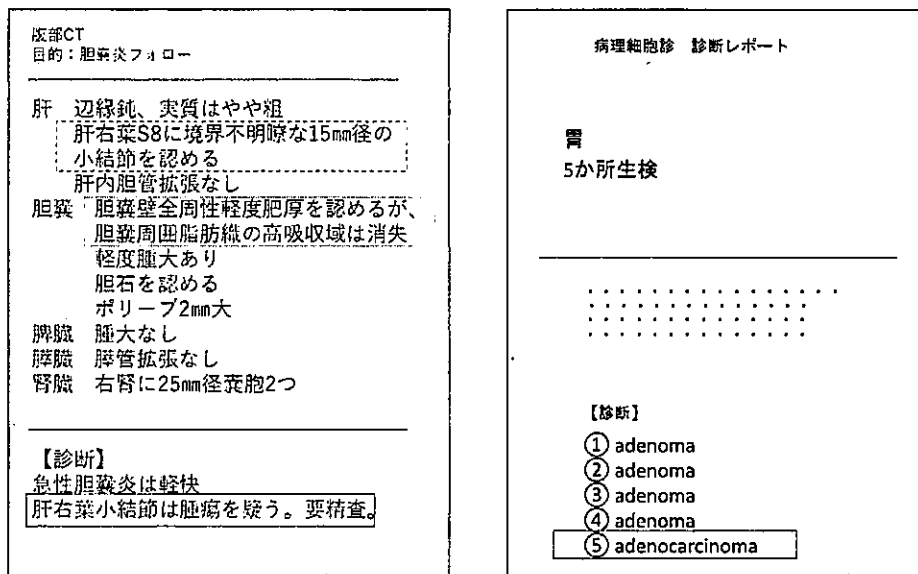 腹部CT
目的：胆嚢炎フォロー
肝 辺縁鈍、実質はやや粗
肝右葉S8に境界不明瞭な15mm径の
小結節を認める
肝内胆管拡張なし
胆嚢 胆嚢壁全周性軽度肥厚を認めるが、
胆嚢周囲脂肪織の高吸収域は消失
軽度腫大あり
胆石を認める
ポリープ2mm大
脾臓 腫大なし
膵臓 膵管拡張なし
腎臓 右腎に25mm径嚢胞2つ
【診断】
急性胆嚢炎は軽快
肝右葉小結節は腫瘍を疑う。要精査。
病理細胞診 診断レポート
胃
5か所生検
【診断】
① adenoma
② adenoma
③ adenoma
④ adenoma
⑤ adenocarcinoma